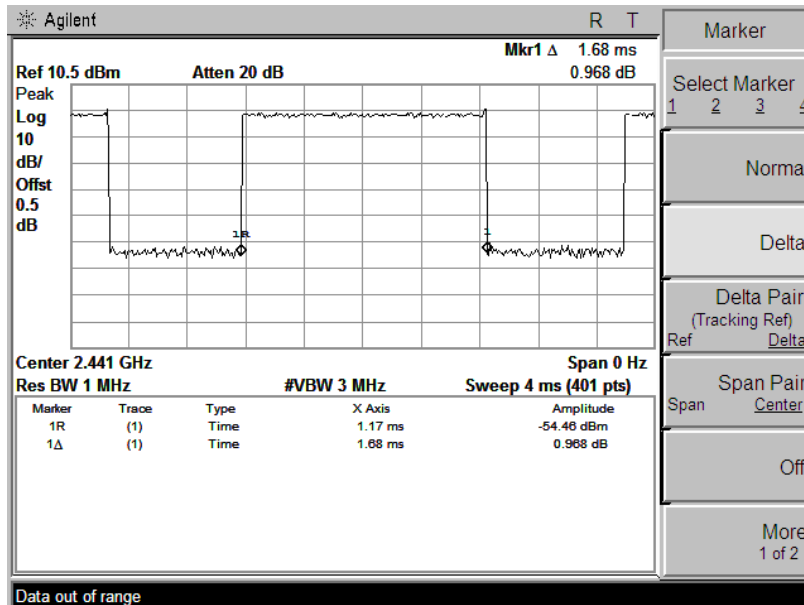 Agilent R T
Mkr1 Δ 1.68 ms
Ref 10.5 dBm Atten 20 dB 0.968 dB
Peak
Log
10
dB/
Offst
0.5
dB
1R
1
Center 2.441 GHz Span 0 Hz
Res BW 1 MHz #VBW 3 MHz Sweep 4 ms (401 pts)
Marker Trace Type X Axis Amplitude
1R (1) Time 1.17 ms -54.46 dBm
1Δ (1) Time 1.68 ms 0.968 dB
Data out of range
Marker
Select Marker
1 2 3 4
Norma
Delta
Delta Pair
(Tracking Ref)
Ref Delta
Span Pair
Span Center
Off
More
1 of 2